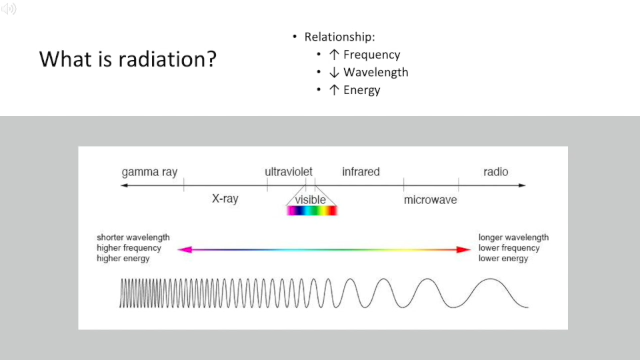 What is radiation?
• Relationship:
• ↑ Frequency
• ↓ Wavelength
• ↑ Energy
gamma ray ultraviolet infrared radio
X-ray visible microwave
shorter wavelength
higher frequency
higher energy
longer wavelength
lower frequency
lower energy